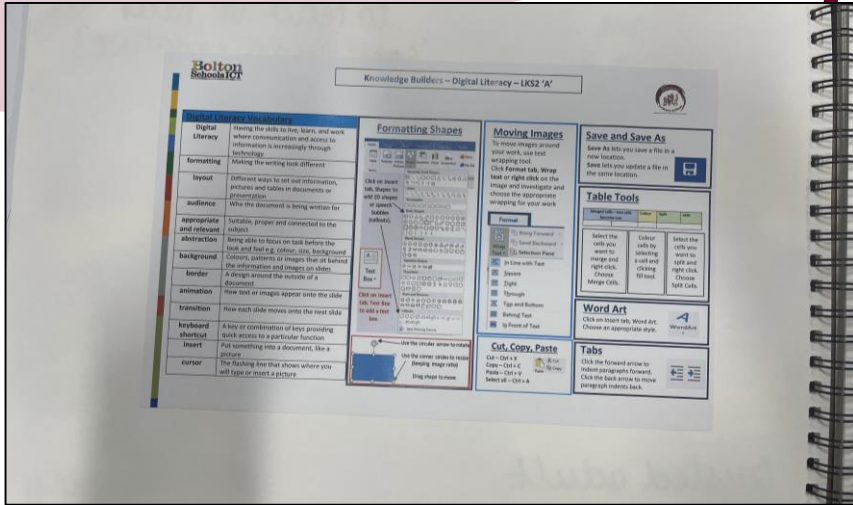 Bolton
Schools ICT
Knowledge Builders – Digital Literacy – LKS2 'A'
Digital Literacy Vocabulary
Digital Literacy
Having the skills to live, learn, and work
where communication and access to
information is increasingly through
technology
formatting
Making the writing look different
layout
Different ways to set out information,
pictures and tables in documents or
presentation
audience
Who the document is being written for
appropriate and relevant
Suitable, proper and connected to the
subject
abstraction
Being able to focus on task before the
look and feel e.g. colour, size, background
background
Colours, patterns or images that sit behind
the information and images on slides
border
A design around the outside of a
document
animation
How text or images appear onto the slide
transition
How each slide moves onto the next slide
keyboard shortcut
A key or combination of keys providing
quick access to a particular function
insert
Put something into a document, like a
picture
cursor
The flashing line that shows where you
will type or insert a picture
Formatting Shapes
Click on Insert
tab, Shapes to
add 2D shapes
or speech
bubbles
(callouts).
Text
Box
Click on Insert
tab, Text Box
to add a text
box.
Use the circular arrow to rotate
Use the corner circles to resize
(keeping image ratio)
Drag shape to move
Moving Images
To move images around
your work, use text
wrapping tool.
Click Format tab, Wrap
text or right click on the
image and investigate and
choose the appropriate
wrapping for your work
Format
Wrap
Text
Bring Forward
Send Backward
Selection Pane
In Line with Text
Square
Tight
Through
Top and Bottom
Behind Text
In Front of Text
Cut, Copy, Paste
Cut – Ctrl + X
Copy – Ctrl + C
Paste – Ctrl + V
Select all – Ctrl + A
Paste
Cut
Copy
Save and Save As
Save As lets you save a file in a
new location.
Save lets you update a file in
the same location.
Table Tools
Select the
cells you
want to
merge and
right click.
Choose
Merge Cells.
Colour
cells by
selecting
a cell and
clicking
fill tool.
Select the
cells you
want to
split and
right click.
Choose
Split Cells.
Word Art
Click on Insert tab, Word Art.
Choose an appropriate style.
WordArt
Tabs
Click the forward arrow to
indent paragraphs forward.
Click the back arrow to move
paragraph indents back.